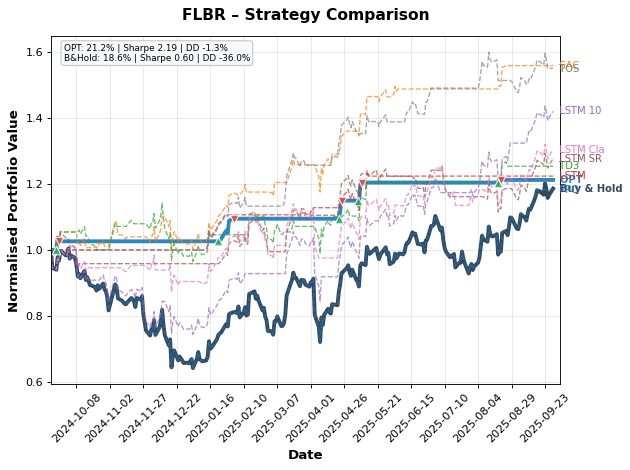 FLBR – Strategy Comparison
OPT: 21.2% | Sharpe 2.19 | DD -1.3%
B&Hold: 18.6% | Sharpe 0.60 | DD -36.0%
Normalised Portfolio Value
1.6
1.4
1.2
1.0
0.8
0.6
LSTM 10
LSTM Cla
LSTM SR
TD3
LSTM
OPT
Buy & Hold
2024-10-08
2024-11-02
2024-11-27
2024-12-22
2025-01-16
2025-02-10
2025-03-07
2025-04-01
2025-04-26
2025-05-21
2025-06-15
2025-07-10
2025-08-04
2025-08-29
2025-09-23
Date